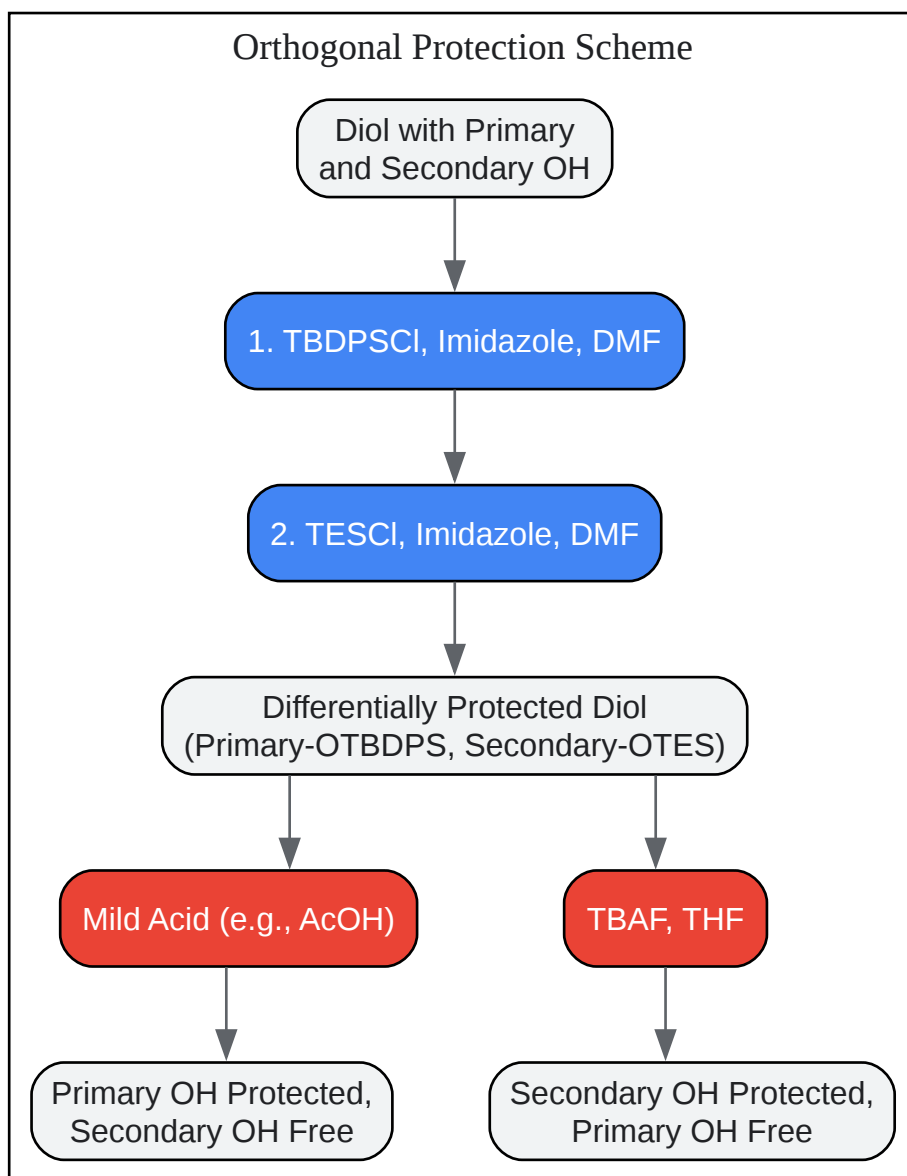 Orthogonal Protection Scheme
Diol with Primary
and Secondary OH
1. TBDPSCl, Imidazole, DMF
2. TESCl, Imidazole, DMF
Differentially Protected Diol
(Primary-OTBDPS, Secondary-OTES)
Mild Acid (e.g., AcOH)
TBAF, THF
Primary OH Protected,
Secondary OH Free
Secondary OH Protected,
Primary OH Free